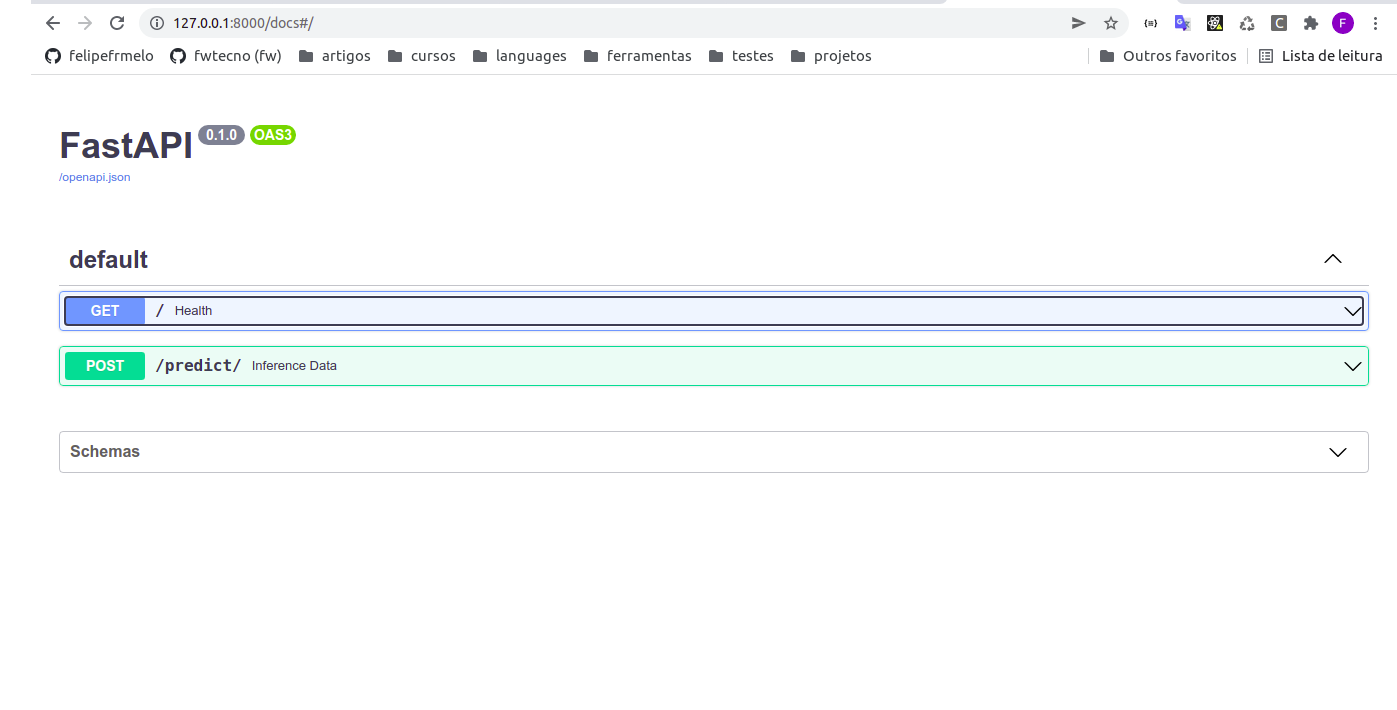 127.0.0.1:8000/docs#/
F
felipefrmelo fwtecno (fw) artigos cursos languages ferramentas testes projetos Outros favoritos Lista de leitura
FastAPI 0.1.0 OAS3
/openapi.json
default
GET / Health
POST /predict/ Inference Data
Schemas